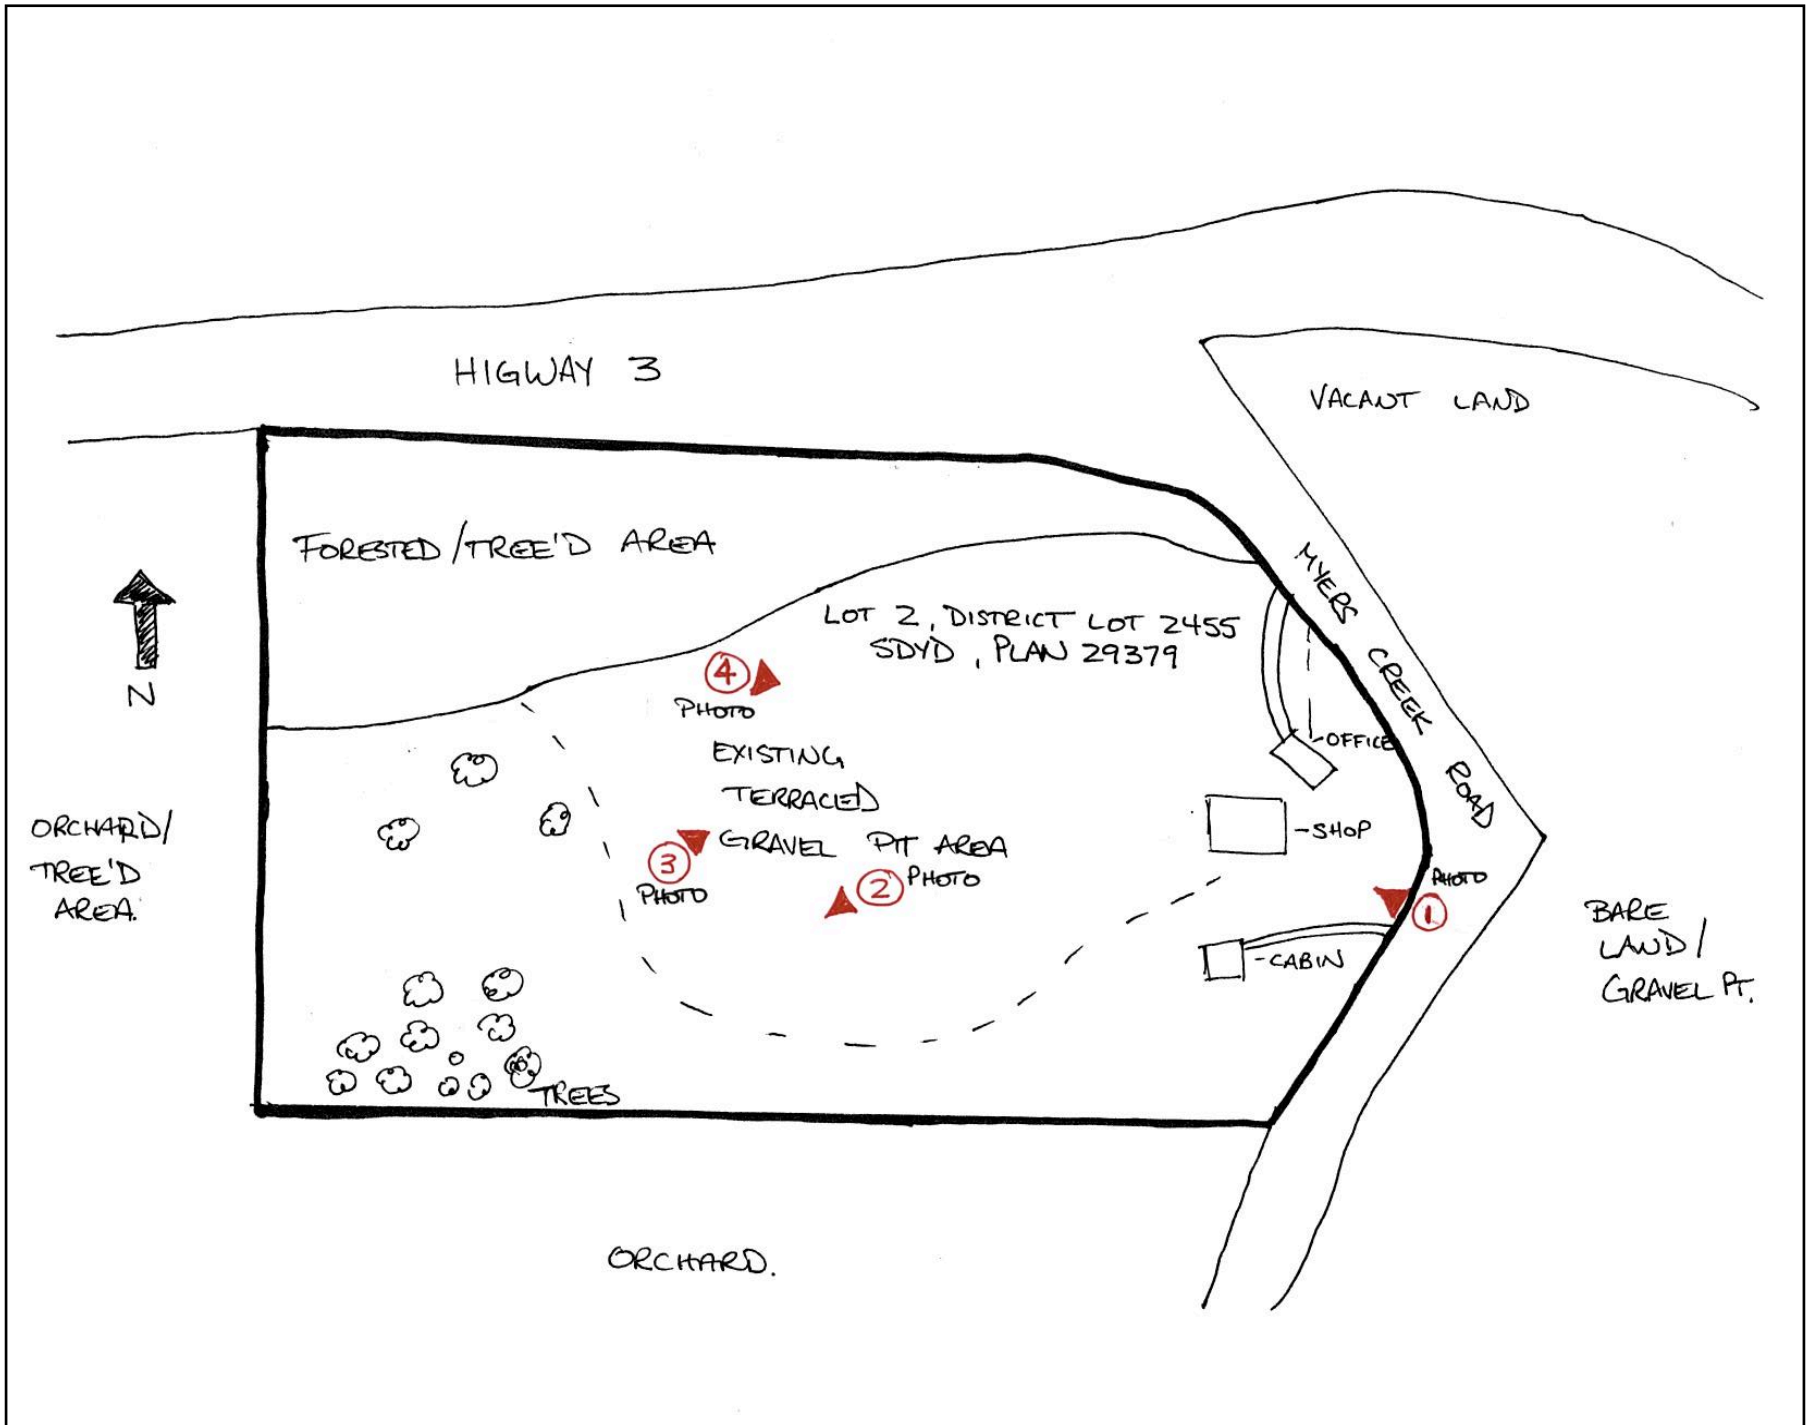 HIGWAY 3
VACANT LAND
FORESTED/TREE'D AREA
MYERS CREEK ROAD
LOT 2, DISTRICT LOT 2455
SDYD, PLAN 29379
N
4
PHOTO
EXISTING
TERRACED
GRAVEL PIT AREA
-OFFICE
-SHOP
ORCHARD/
TREE'D
AREA.
3
PHOTO
2 PHOTO
PHOTO
1
-CABIN
BARE
LAND/
GRAVEL PT.
TREES
ORCHARD.